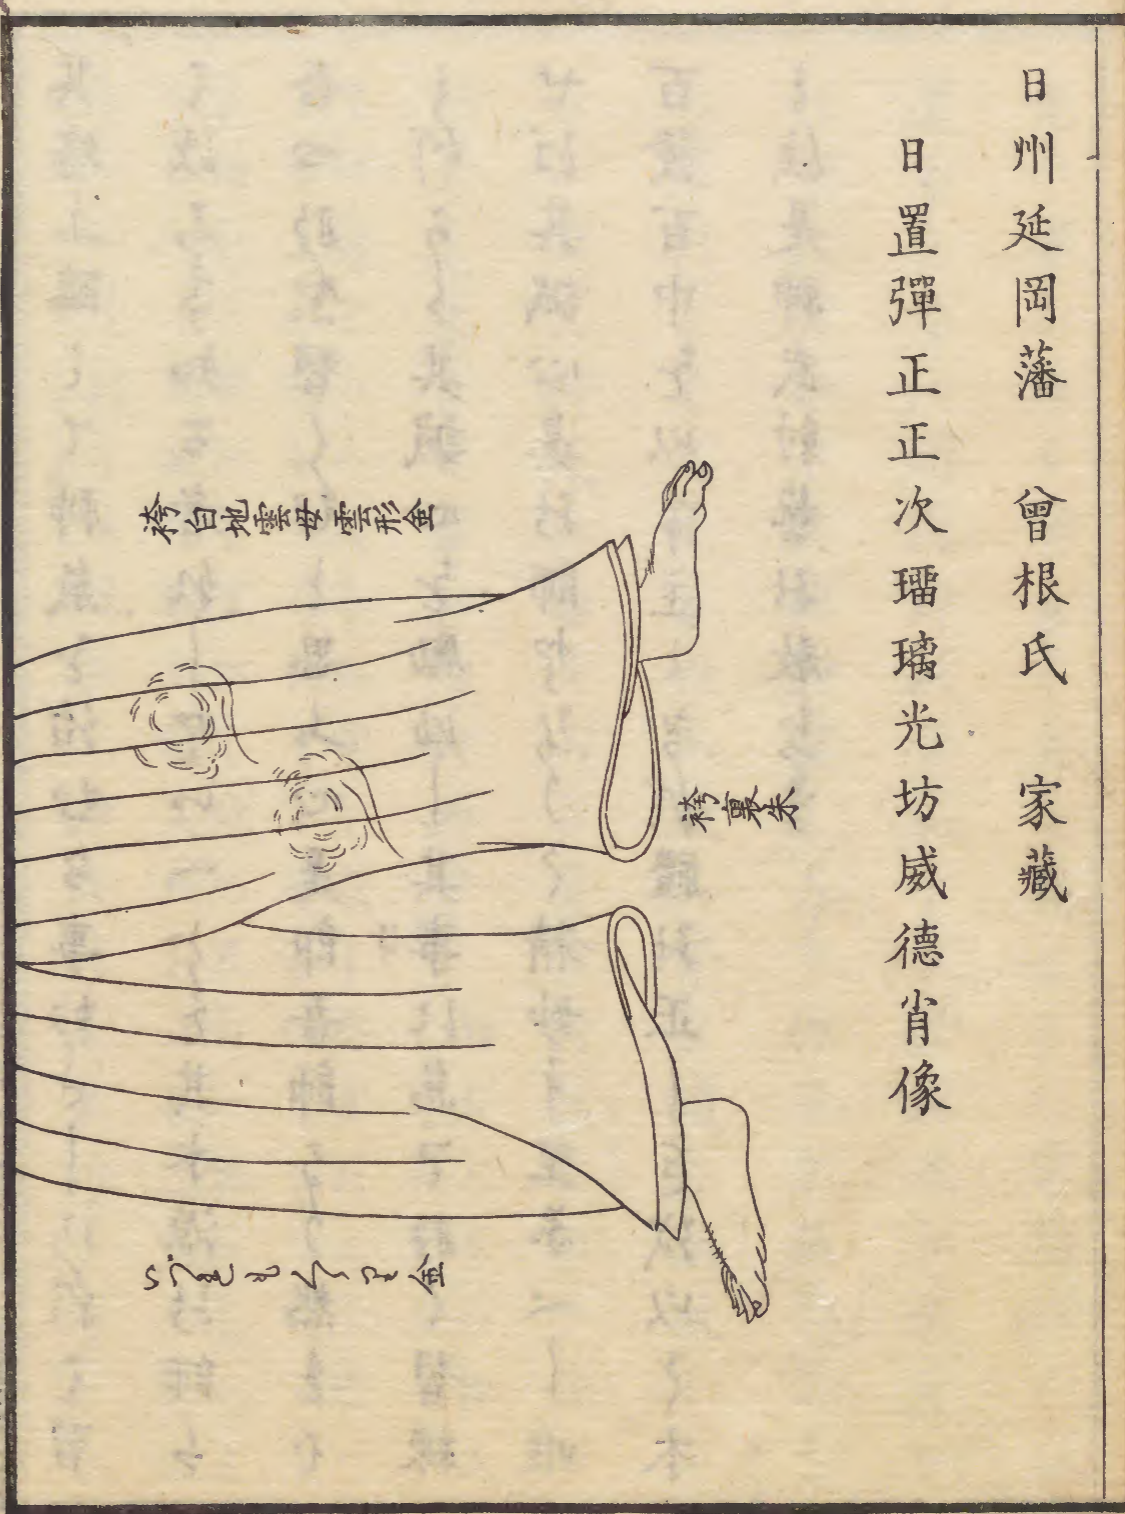 日州延岡藩　曾根氏　家藏
日置彈正正次瑠璃光坊威德肖像
袴裏朱
袴白地雲母雲形金
金